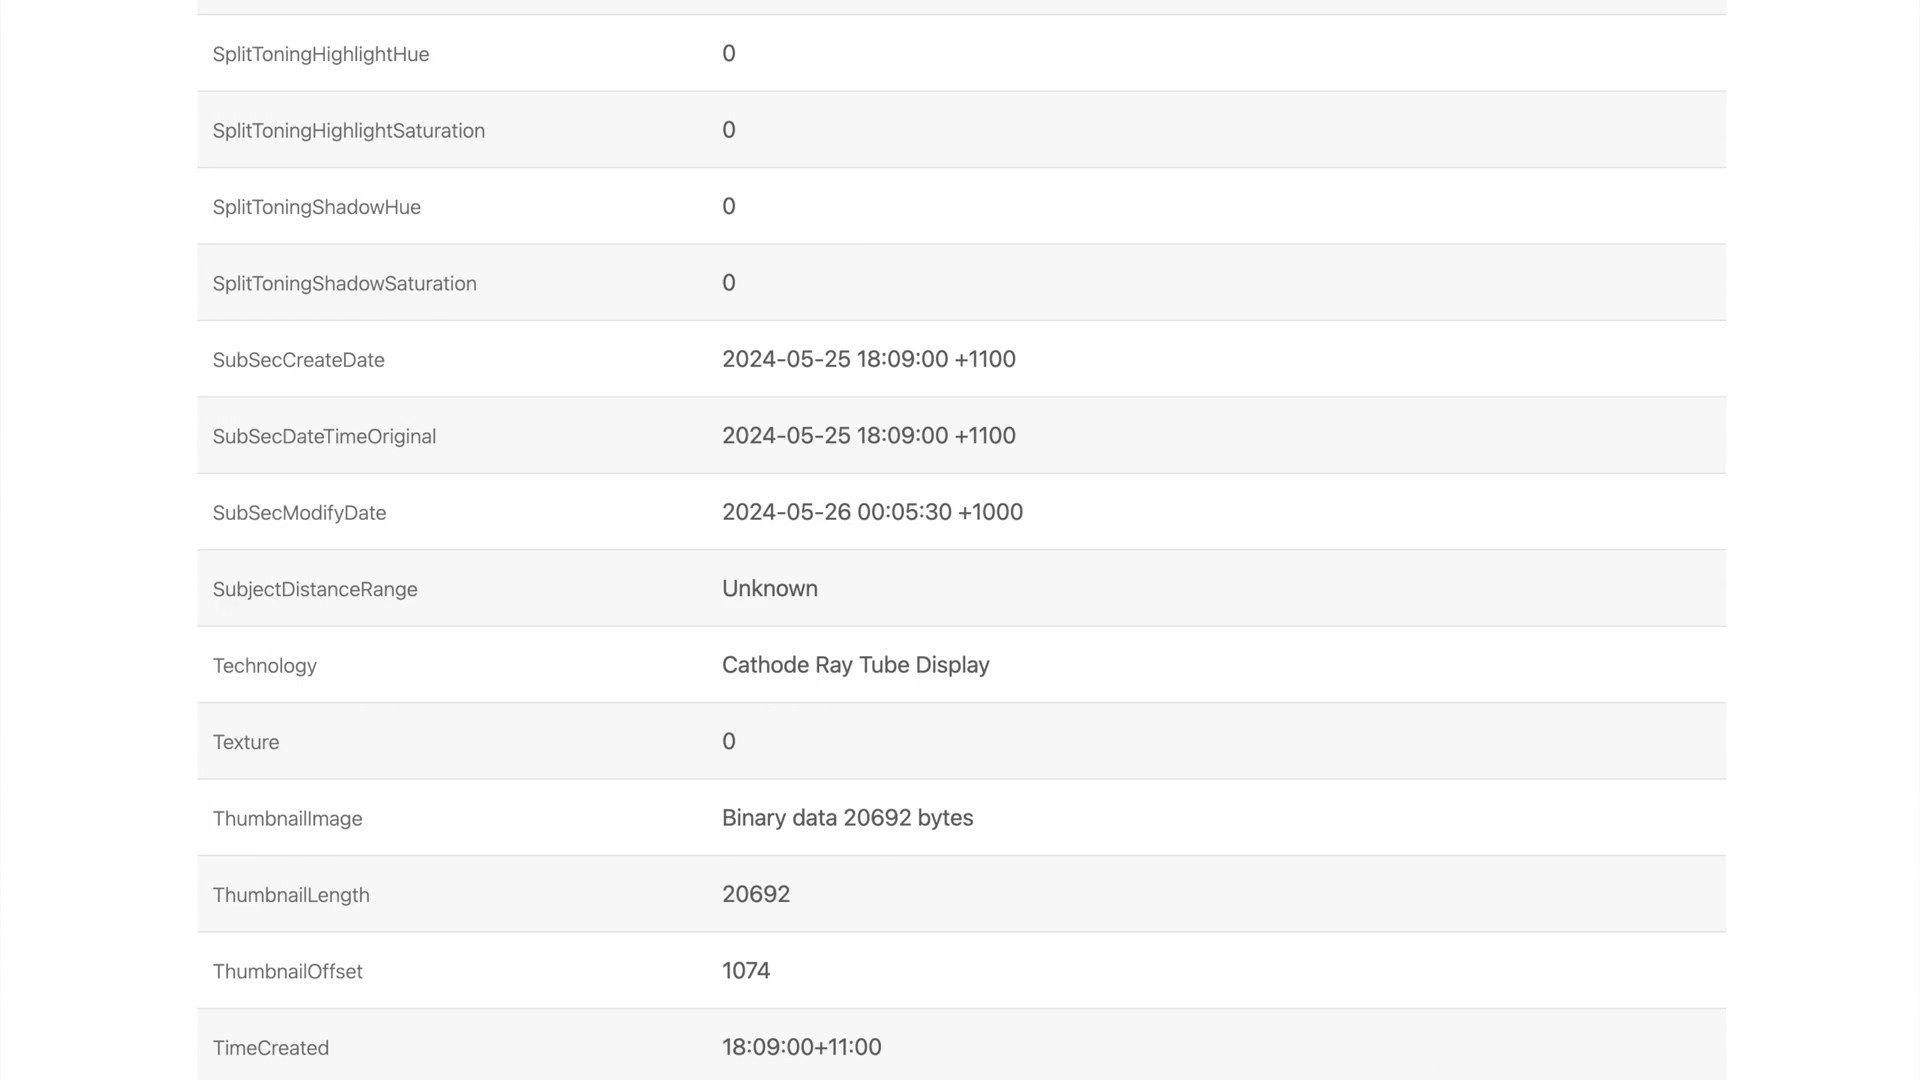 SplitToningHighlightHue 0
SplitToningHighlightSaturation 0
SplitToningShadowHue 0
SplitToningShadowSaturation 0
SubSecCreateDate 2024-05-25 18:09:00 +1100
SubSecDateTimeOriginal 2024-05-25 18:09:00 +1100
SubSecModifyDate 2024-05-26 00:05:30 +1000
SubjectDistanceRange Unknown
Technology Cathode Ray Tube Display
Texture 0
ThumbnailImage Binary data 20692 bytes
ThumbnailLength 20692
ThumbnailOffset 1074
TimeCreated 18:09:00+11:00